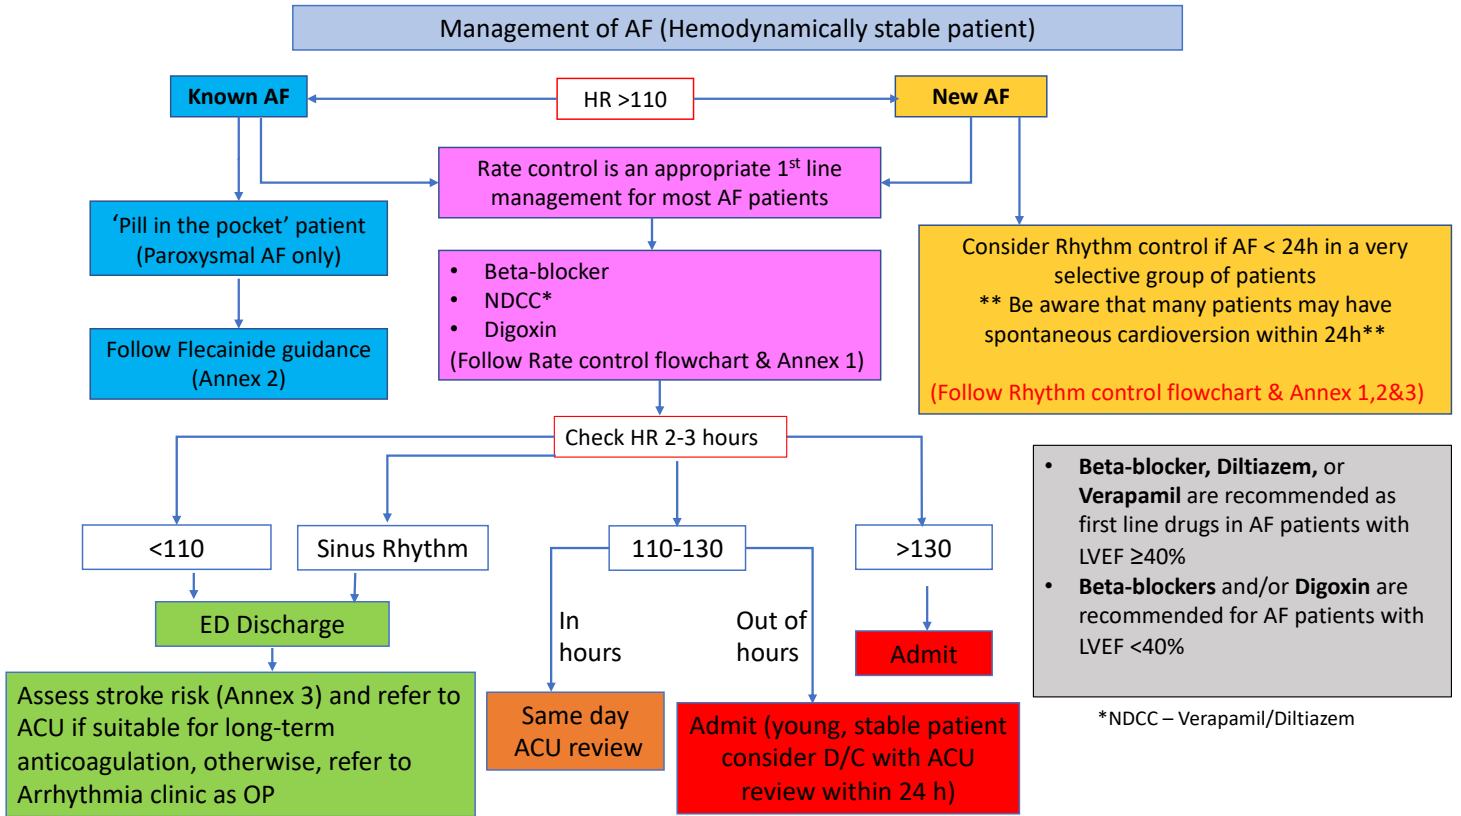 Management of AF (Hemodynamically stable patient)
Known AF
HR >110
New AF
Rate control is an appropriate 1st line
management for most AF patients
‘Pill in the pocket’ patient
(Paroxysmal AF only)
Consider Rhythm control if AF < 24h in a very
selective group of patients
** Be aware that many patients may have
spontaneous cardioversion within 24h**
(Follow Rhythm control flowchart & Annex 1,2&3)
• Beta-blocker
• NDCC*
• Digoxin
(Follow Rate control flowchart & Annex 1)
Follow Flecainide guidance
(Annex 2)
Check HR 2-3 hours
• Beta-blocker, Diltiazem, or
Verapamil are recommended as
first line drugs in AF patients with
LVEF ≥40%
• Beta-blockers and/or Digoxin are
recommended for AF patients with
LVEF <40%
<110
Sinus Rhythm
110-130
>130
ED Discharge
In
hours
Out of
hours
Admit
Assess stroke risk (Annex 3) and refer to
ACU if suitable for long-term
anticoagulation, otherwise, refer to
Arrhythmia clinic as OP
Same day
ACU review
Admit (young, stable patient
consider D/C with ACU
review within 24 h)
*NDCC – Verapamil/Diltiazem